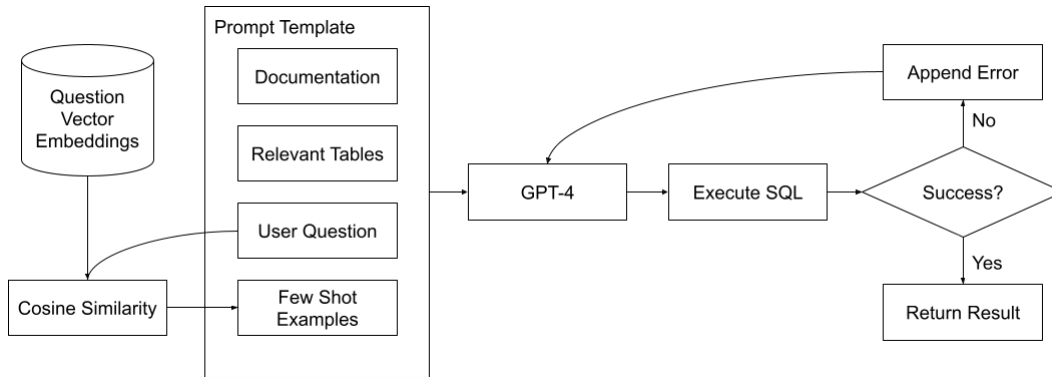 Prompt Template
Question
Vector
Embeddings
Documentation
Relevant Tables
User Question
Few Shot
Examples
Cosine Similarity
GPT-4
Execute SQL
Success?
No
Append Error
Yes
Return Result